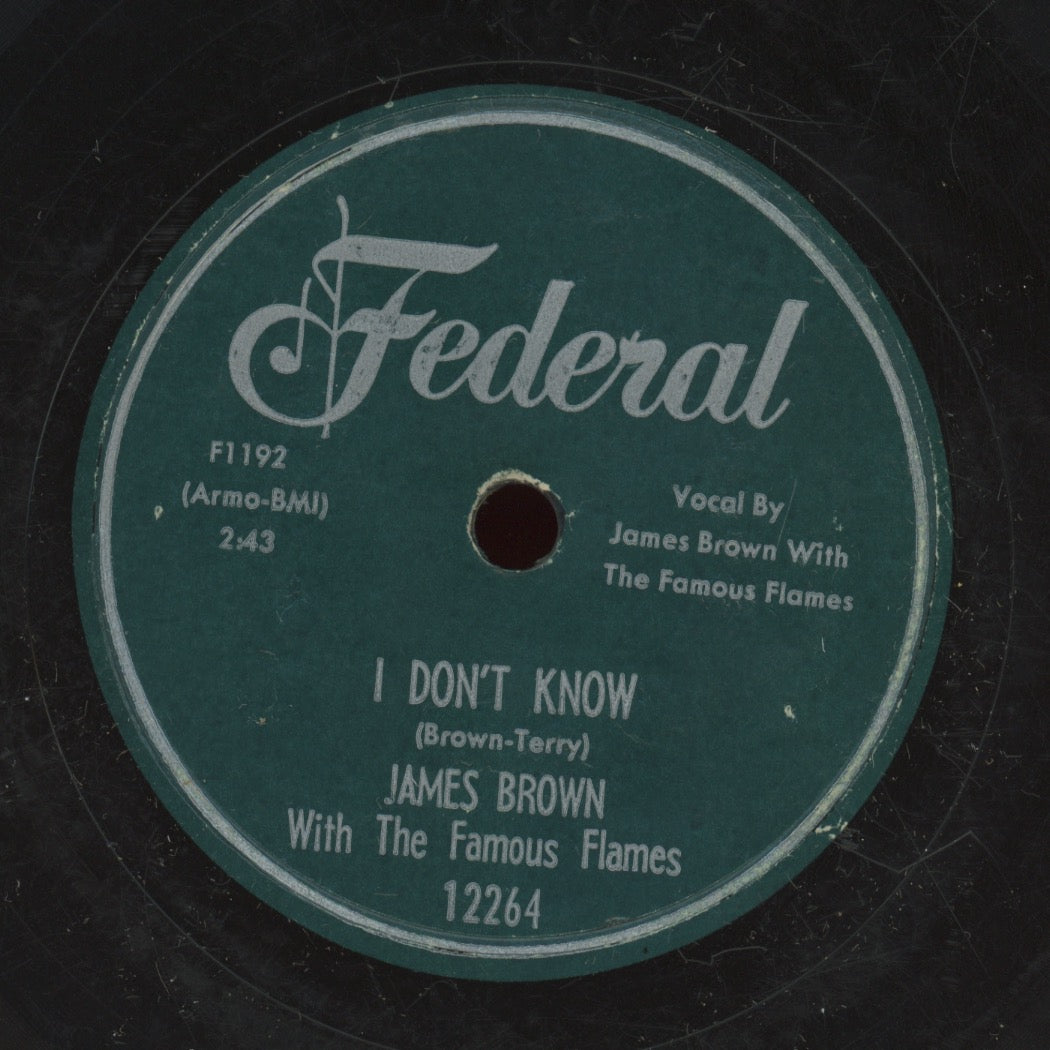 Federal
F1192
(Armo-BMI)
2:43
Vocal By
James Brown With
The Famous Flames
I DON'T KNOW
(Brown-Terry)
JAMES BROWN
With The Famous Flames
12264